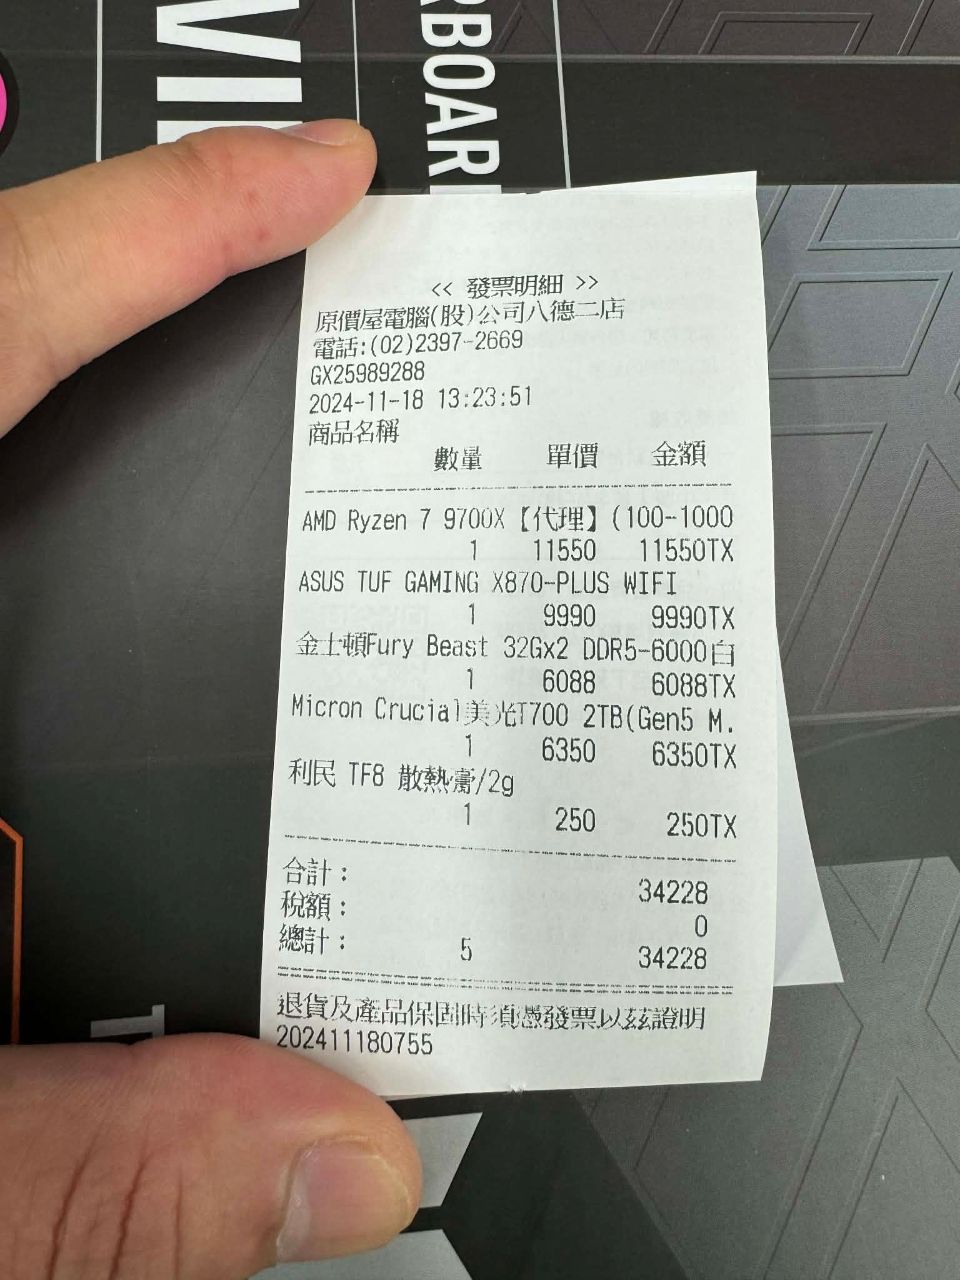 << 發票明細 >>
原價屋電腦(股)公司八德二店
電話:(02)2397-2669
GX25989288
2024-11-18 13:23:51
商品名稱
數量 單價 金額
AMD Ryzen 7 9700X【代理】(100-1000
1 11550 11550TX
ASUS TUF GAMING X870-PLUS WIFI
1 9990 9990TX
金士頓Fury Beast 32Gx2 DDR5-6000白
1 6088 6088TX
Micron Crucial美光T700 2TB(Gen5 M.
1 6350 6350TX
利民 TF8 散熱膏/2g
1 250 250TX
合計: 34228
稅額: 0
總計: 5 34228
退貨及產品保固時須憑發票以茲證明
202411180755